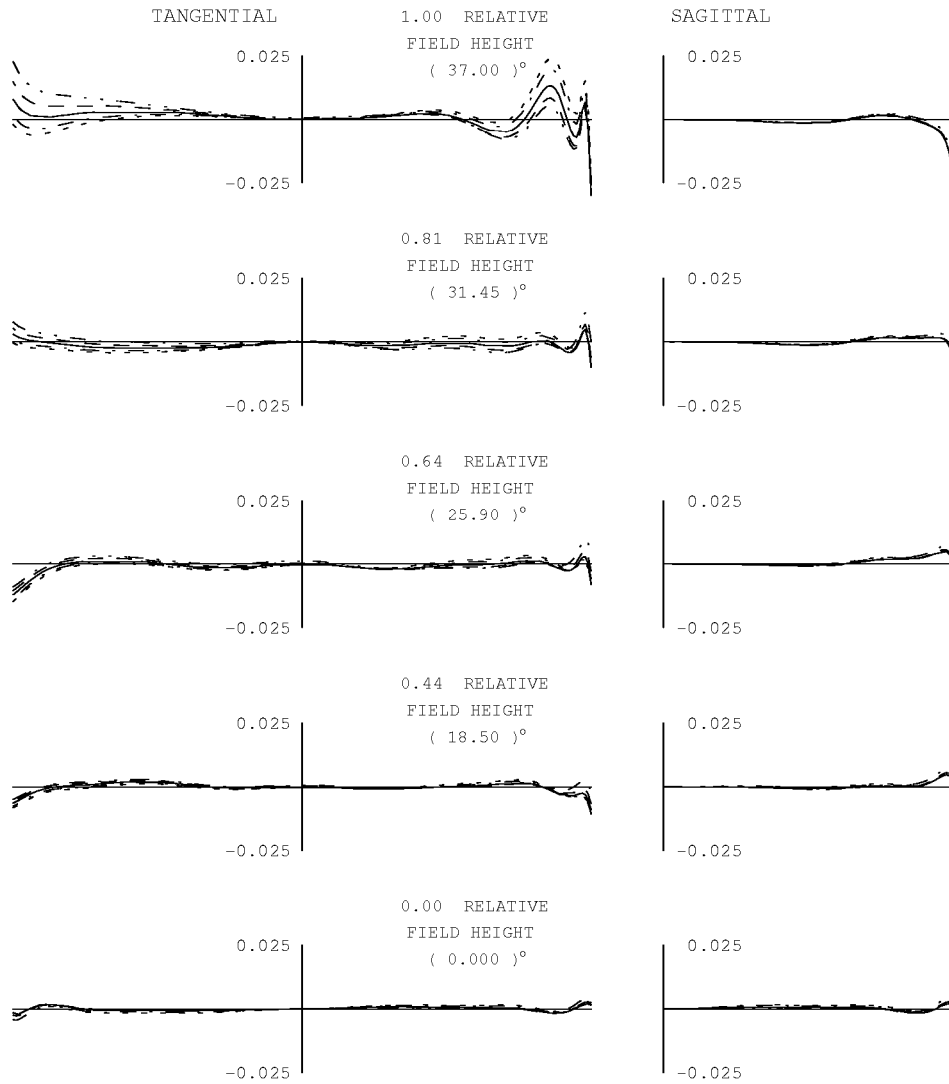 TANGENTIAL 1.00 RELATIVE SAGITTAL
FIELD HEIGHT
0.025 ( 37.00 )° 0.025
-0.025 -0.025
0.81 RELATIVE
FIELD HEIGHT
0.025 ( 31.45 )° 0.025
-0.025 -0.025
0.64 RELATIVE
FIELD HEIGHT
0.025 ( 25.90 )° 0.025
-0.025 -0.025
0.44 RELATIVE
FIELD HEIGHT
0.025 ( 18.50 )° 0.025
-0.025 -0.025
0.00 RELATIVE
FIELD HEIGHT
0.025 ( 0.000 )° 0.025
-0.025 -0.025